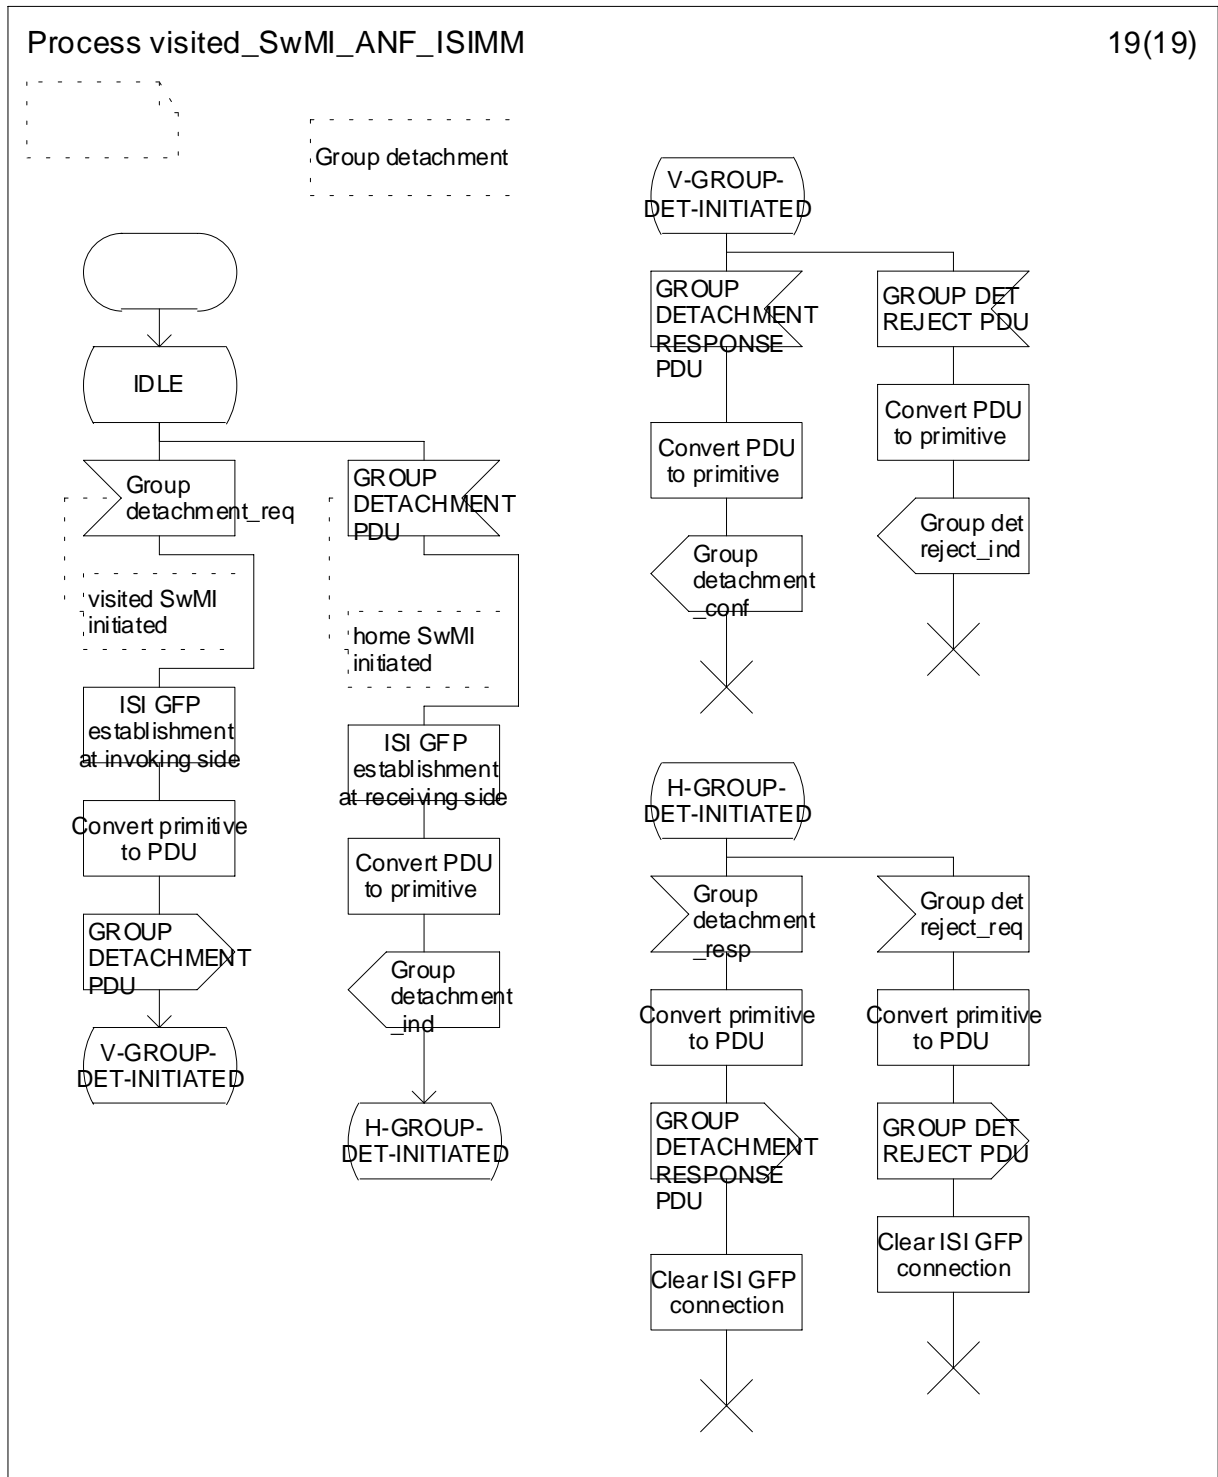 Process visited_SwMI_ANF_ISIMM
19(19)
Group detachment
IDLE
Group
detachment_req
visited SwMI
initiated
ISI GFP
establishment
at invoking side
Convert primitive
to PDU
GROUP
DETACHMENT
PDU
V-GROUP-
DET-INITIATED
GROUP
DETACHMENT
PDU
home SwMI
initiated
ISI GFP
establishment
at receiving side
Convert PDU
to primitive
Group
detachment
_ind
H-GROUP-
DET-INITIATED
V-GROUP-
DET-INITIATED
GROUP
DETACHMENT
RESPONSE
PDU
Convert PDU
to primitive
Group
detachment
_conf
GROUP DET
REJECT PDU
Convert PDU
to primitive
Group det
reject_ind
H-GROUP-
DET-INITIATED
Group
detachment
_resp
Convert primitive
to PDU
GROUP
DETACHMENT
RESPONSE
PDU
Clear ISI GFP
connection
Group det
reject_req
Convert primitive
to PDU
GROUP DET
REJECT PDU
Clear ISI GFP
connection